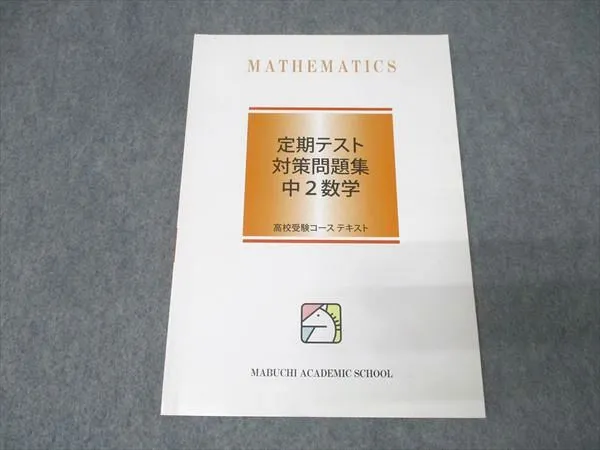 MATHEMATICS
定期テスト
対策問題集
中２数学
高校受験コース テキスト
MABUCHI ACADEMIC SCHOOL